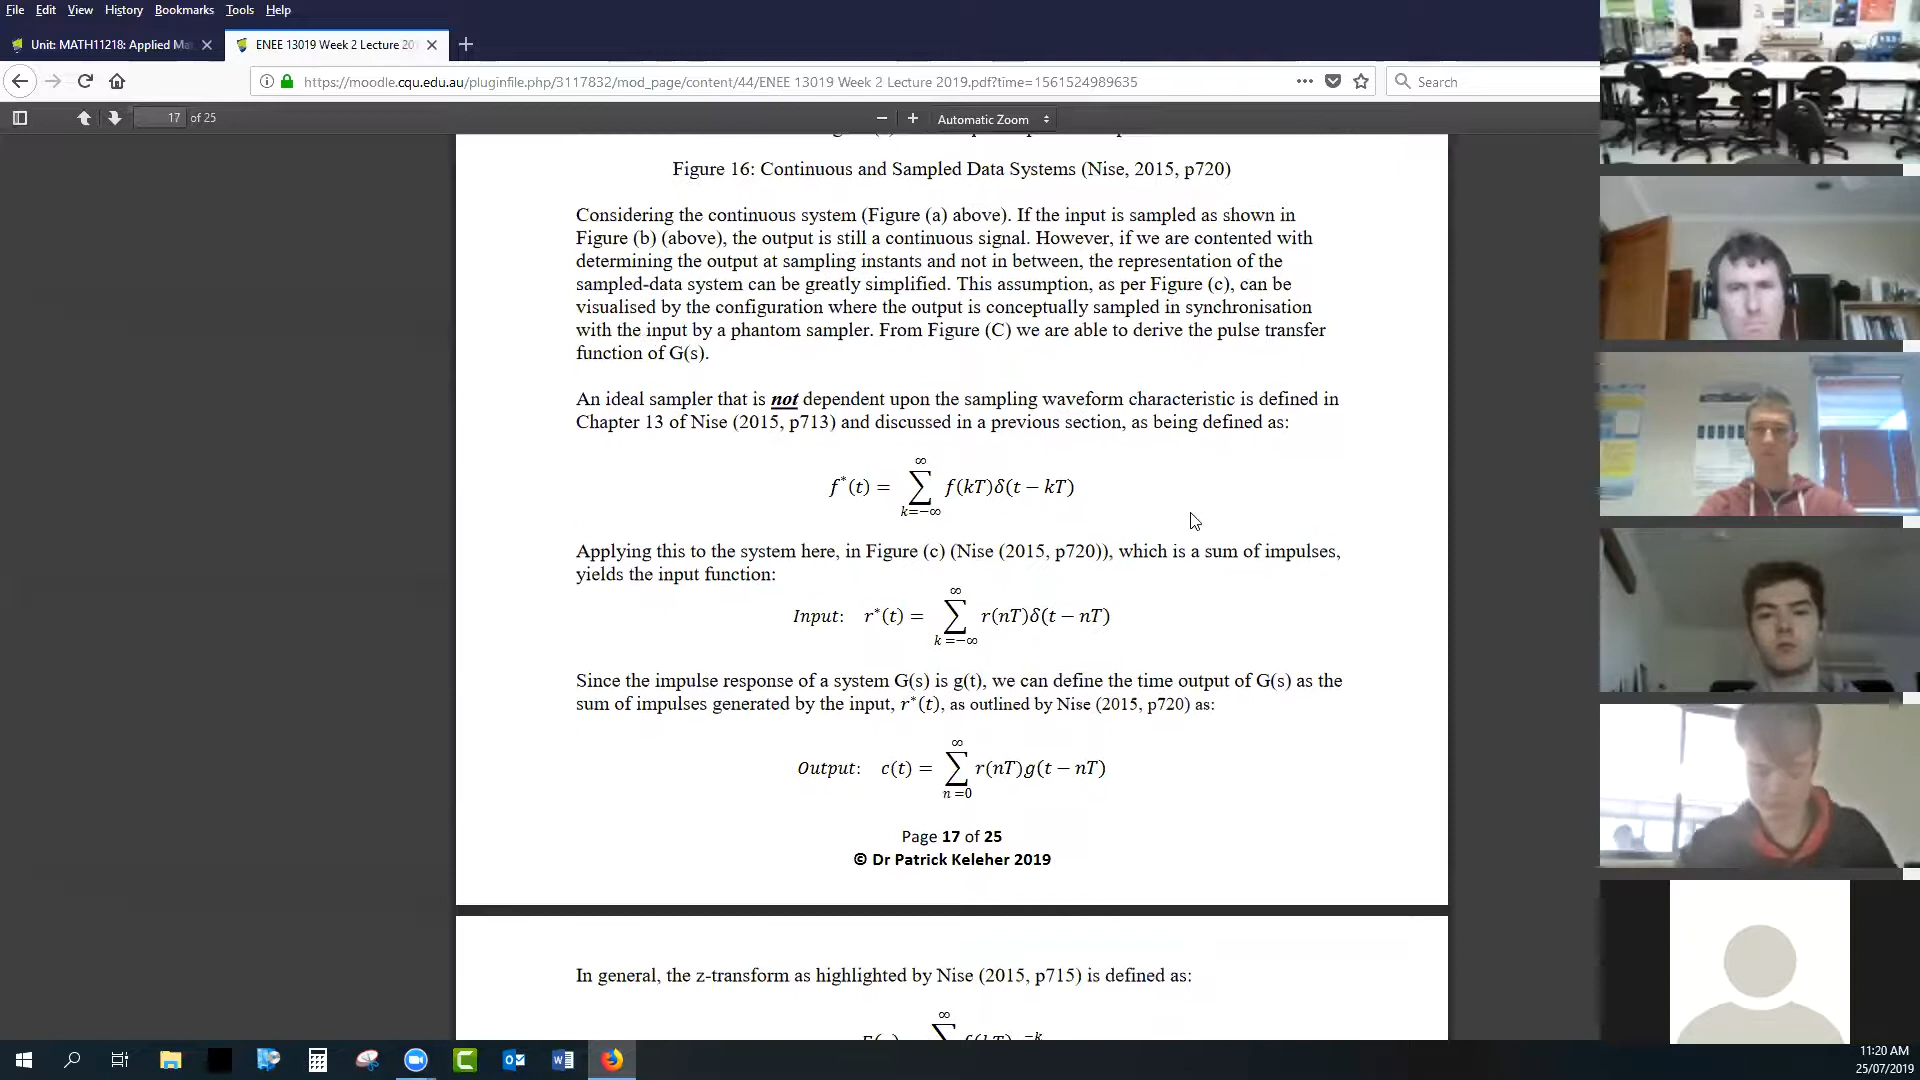 File Edit View History Bookmarks Tools Help
Unit: MATH11218: Applied Ma
ENEE 13019 Week 2 Lecture 20
https://moodle.cqu.edu.au/pluginfile.php/3117832/mod_page/content/44/ENEE 13019 Week 2 Lecture 2019.pdf?time=1561524989635
Search
17 of 25
Automatic Zoom
Figure 16: Continuous and Sampled Data Systems (Nise, 2015, p720)
Considering the continuous system (Figure (a) above). If the input is sampled as shown in
Figure (b) (above), the output is still a continuous signal. However, if we are contented with
determining the output at sampling instants and not in between, the representation of the
sampled-data system can be greatly simplified. This assumption, as per Figure (c), can be
visualised by the configuration where the output is conceptually sampled in synchronisation
with the input by a phantom sampler. From Figure (C) we are able to derive the pulse transfer
function of G(s).
An ideal sampler that is not dependent upon the sampling waveform characteristic is defined in
Chapter 13 of Nise (2015, p713) and discussed in a previous section, as being defined as:
f*(t) = ∑_{k=−∞}^{∞} f(kT)δ(t − kT)
Applying this to the system here, in Figure (c) (Nise (2015, p720)), which is a sum of impulses,
yields the input function:
Input: r*(t) = ∑_{k=−∞}^{∞} r(nT)δ(t − nT)
Since the impulse response of a system G(s) is g(t), we can define the time output of G(s) as the
sum of impulses generated by the input, r*(t), as outlined by Nise (2015, p720) as:
Output: c(t) = ∑_{n=0}^{∞} r(nT)g(t − nT)
Page 17 of 25
© Dr Patrick Keleher 2019
In general, the z-transform as highlighted by Nise (2015, p715) is defined as:
11:20 AM
25/07/2019